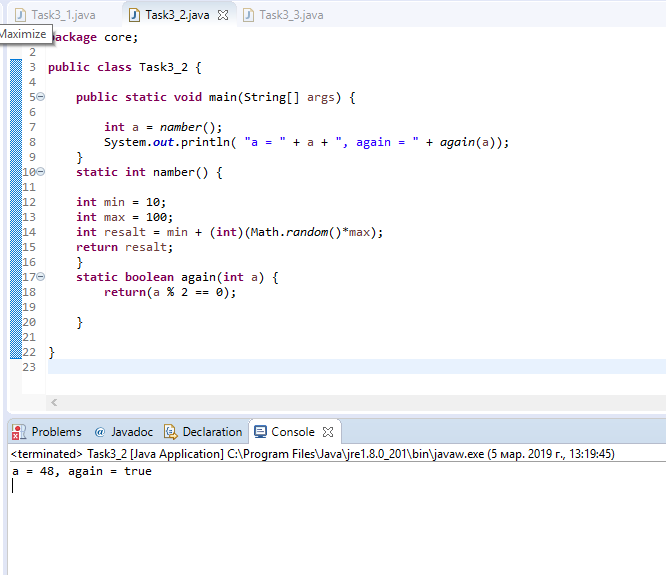 Task3_1.java Task3_2.java Task3_3.java
Maximize
package core;
2
3 public class Task3_2 {
4
5 public static void main(String[] args) {
6
7 int a = namber();
8 System.out.println( "a = " + a + ", again = " + again(a));
9 }
10 static int namber() {
11
12 int min = 10;
13 int max = 100;
14 int resalt = min + (int)(Math.random()*max);
15 return resalt;
16 }
17 static boolean again(int a) {
18 return(a % 2 == 0);
19
20 }
21
22 }
23
Problems @ Javadoc Declaration Console
<terminated> Task3_2 [Java Application] C:\Program Files\Java\jre1.8.0_201\bin\javaw.exe (5 мар. 2019 г., 13:19:45)
a = 48, again = true